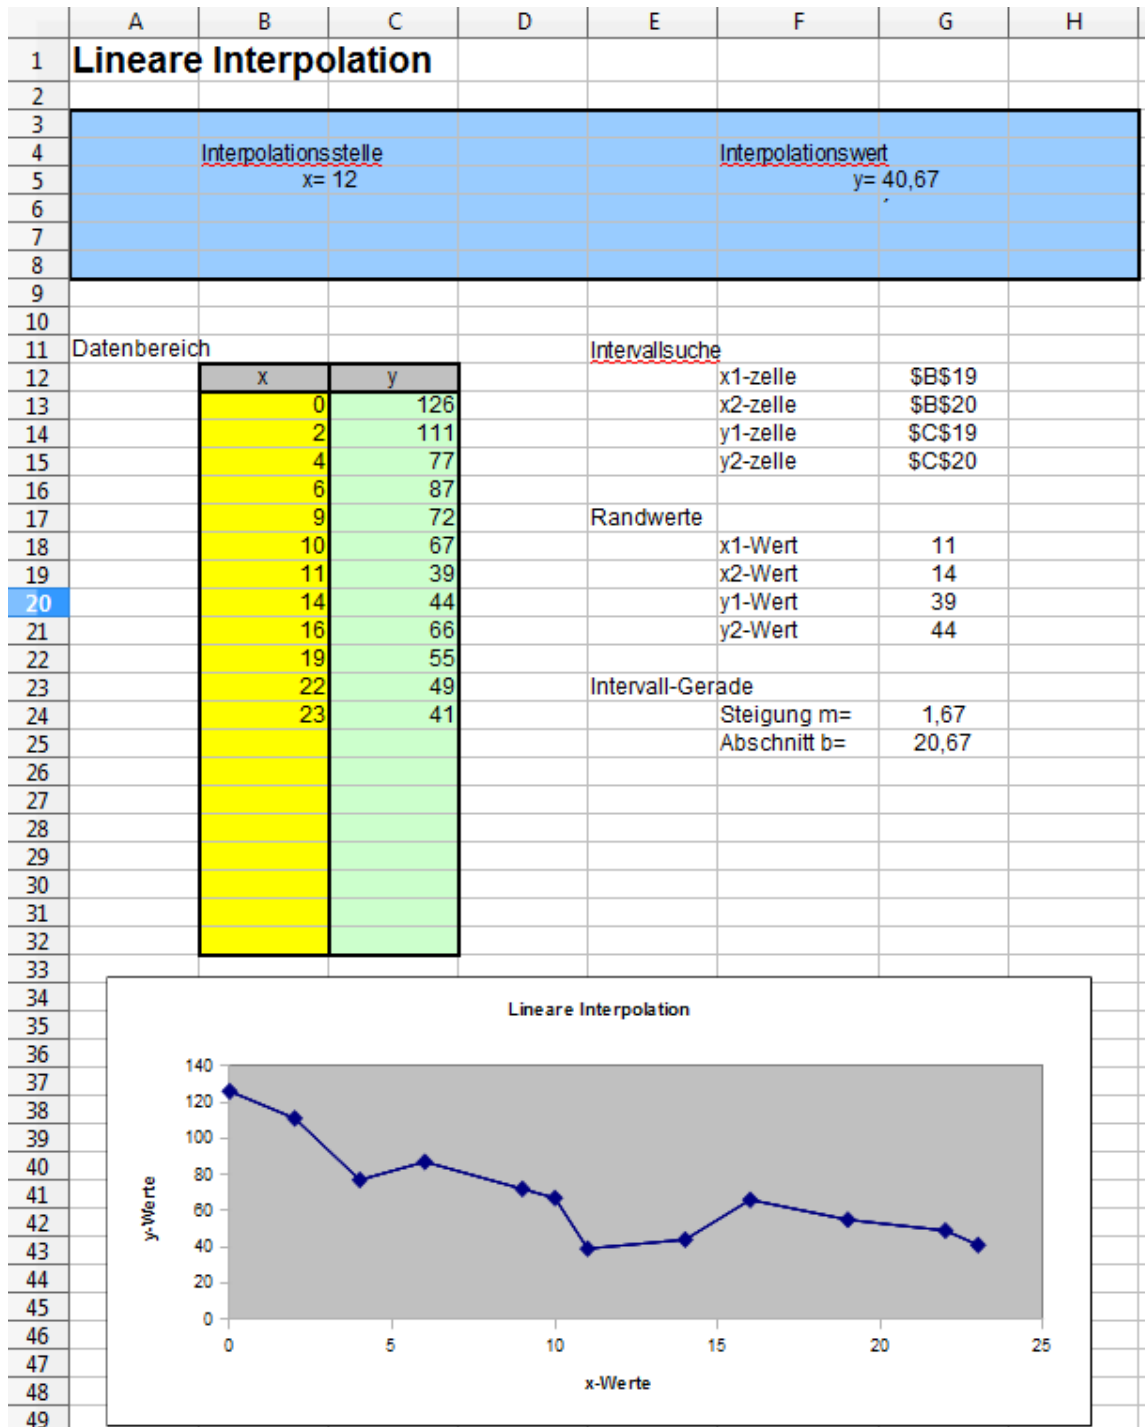 A B C D E F G H
1 Lineare Interpolation
2
3
4 Interpolationsstelle Interpolationswert
5 x= 12 y= 40,67
6 ´
7
8
9
10
11 Datenbereich Intervallsuche
12 x y x1-zelle $B$19
13 0 126 x2-zelle $B$20
14 2 111 y1-zelle $C$19
15 4 77 y2-zelle $C$20
16 6 87
17 9 72 Randwerte
18 10 67 x1-Wert 11
19 11 39 x2-Wert 14
20 14 44 y1-Wert 39
21 16 66 y2-Wert 44
22 19 55
23 22 49 Intervall-Gerade
24 23 41 Steigung m= 1,67
25 Abschnitt b= 20,67
26
27
28
29
30
31
32
33
34 Lineare Interpolation
35
36 140
37
38 120
39 100
40 80
41 y-Werte
42 60
43 40
44 20
45 0
46 0 5 10 15 20 25
47
48 x-Werte
49